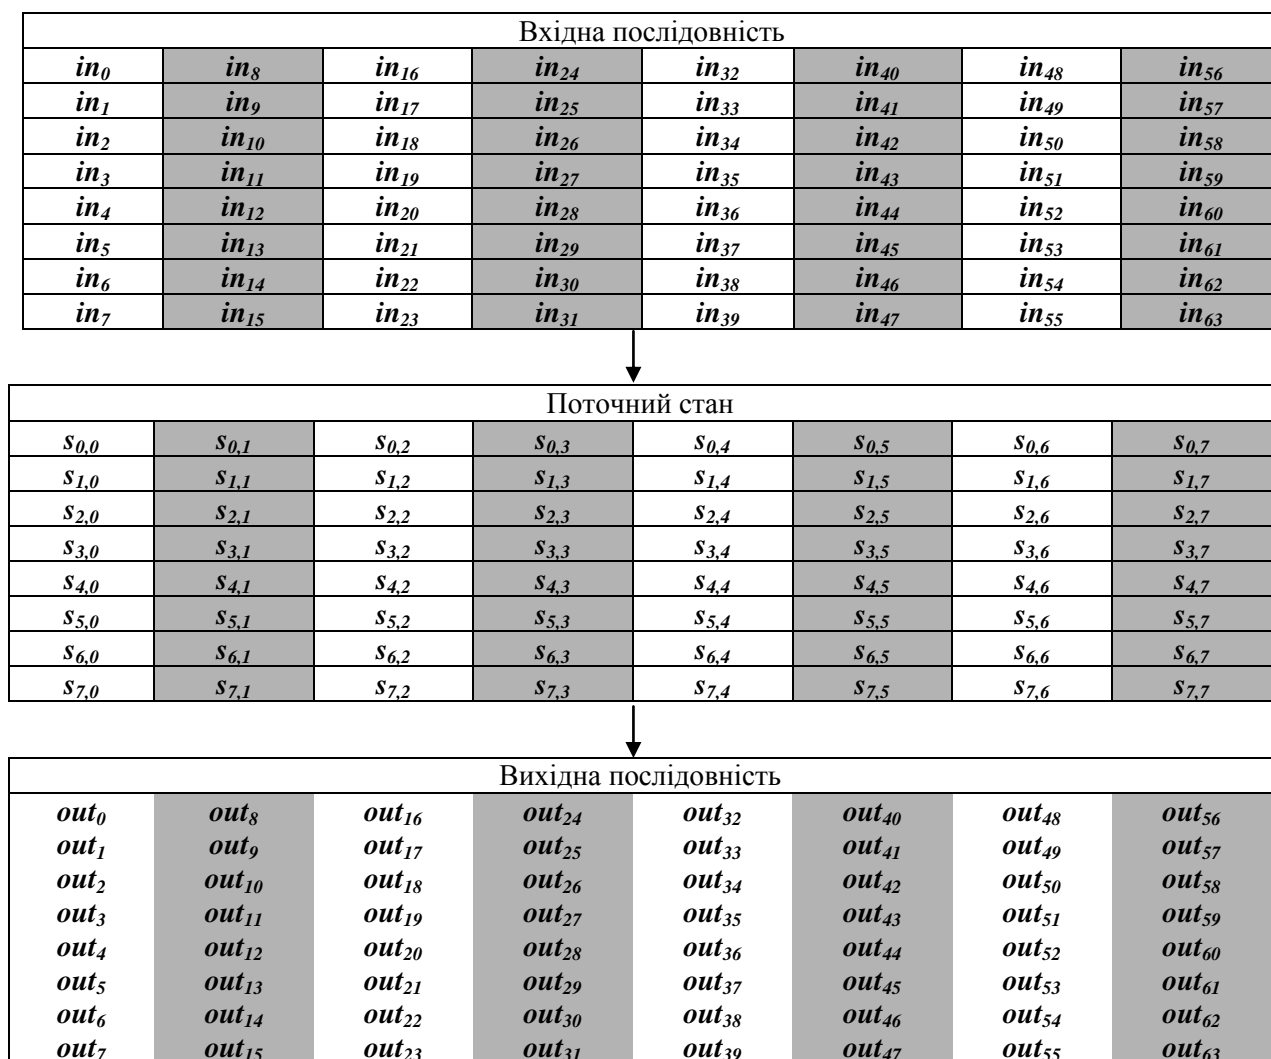 Вхідна послідовність
in0 in8 in16 in24 in32 in40 in48 in56
in1 in9 in17 in25 in33 in41 in49 in57
in2 in10 in18 in26 in34 in42 in50 in58
in3 in11 in19 in27 in35 in43 in51 in59
in4 in12 in20 in28 in36 in44 in52 in60
in5 in13 in21 in29 in37 in45 in53 in61
in6 in14 in22 in30 in38 in46 in54 in62
in7 in15 in23 in31 in39 in47 in55 in63
Поточний стан
s0,0 s0,1 s0,2 s0,3 s0,4 s0,5 s0,6 s0,7
s1,0 s1,1 s1,2 s1,3 s1,4 s1,5 s1,6 s1,7
s2,0 s2,1 s2,2 s2,3 s2,4 s2,5 s2,6 s2,7
s3,0 s3,1 s3,2 s3,3 s3,4 s3,5 s3,6 s3,7
s4,0 s4,1 s4,2 s4,3 s4,4 s4,5 s4,6 s4,7
s5,0 s5,1 s5,2 s5,3 s5,4 s5,5 s5,6 s5,7
s6,0 s6,1 s6,2 s6,3 s6,4 s6,5 s6,6 s6,7
s7,0 s7,1 s7,2 s7,3 s7,4 s7,5 s7,6 s7,7
Вихідна послідовність
out0 out8 out16 out24 out32 out40 out48 out56
out1 out9 out17 out25 out33 out41 out49 out57
out2 out10 out18 out26 out34 out42 out50 out58
out3 out11 out19 out27 out35 out43 out51 out59
out4 out12 out20 out28 out36 out44 out52 out60
out5 out13 out21 out29 out37 out45 out53 out61
out6 out14 out22 out30 out38 out46 out54 out62
out7 out15 out23 out31 out39 out47 out55 out63